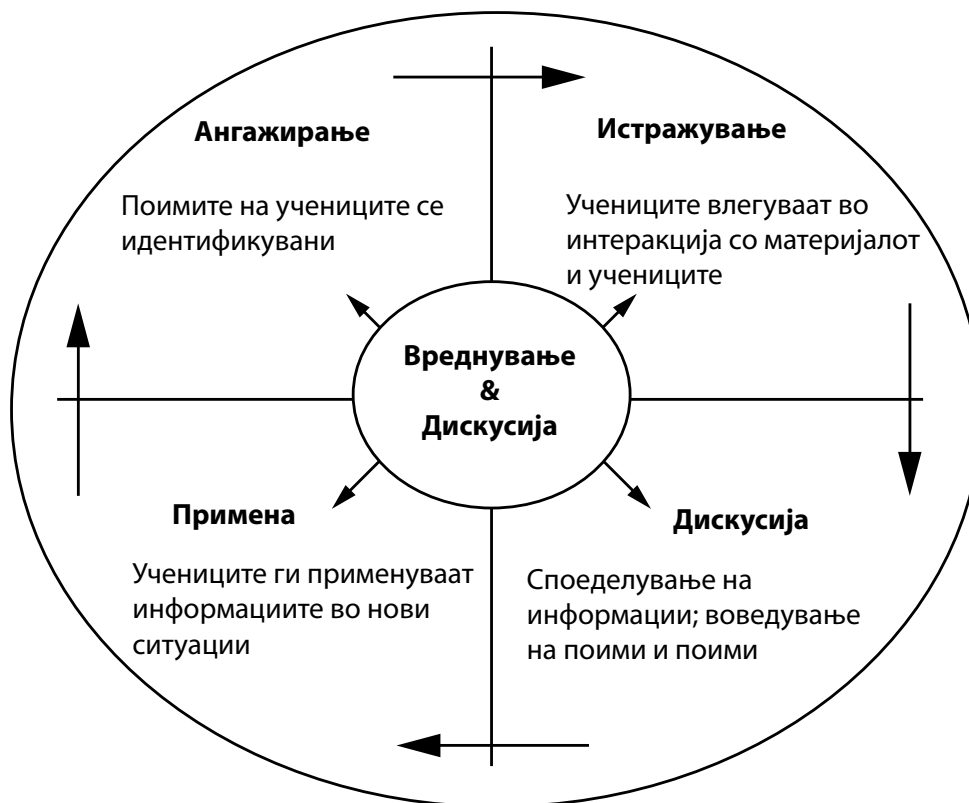 Ангажирање
Поимите на учениците се
идентификувани
Истражување
Учениците влегуваат во
интеракција со материјалот
и учениците
Вреднување
&
Дискусија
Примена
Учениците ги применуваат
информациите во нови
ситуации
Дискусија
Споеделување на
информации; воведување
на поими и поими